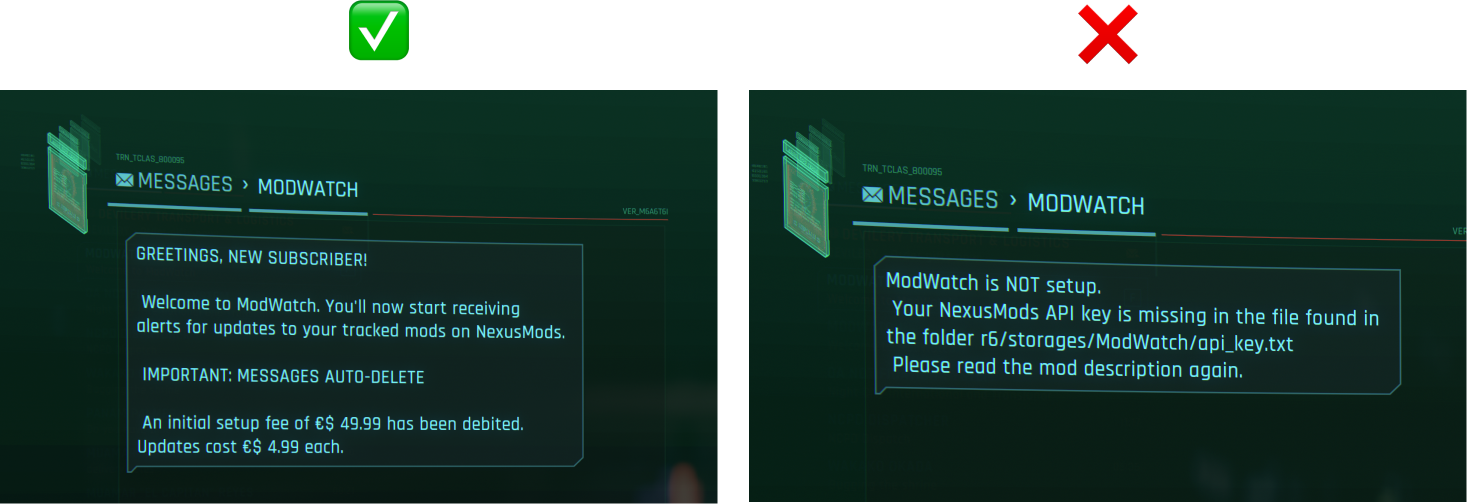 TRN_TCLAS_800095
MESSAGES › MODWATCH
GREETINGS, NEW SUBSCRIBER!
Welcome to ModWatch. You'll now start receiving
alerts for updates to your tracked mods on NexusMods.
IMPORTANT: MESSAGES AUTO-DELETE
An initial setup fee of €$ 49.99 has been debited.
Updates cost €$ 4.99 each.
TRN_TCLAS_800095
MESSAGES › MODWATCH
VER
ModWatch is NOT setup.
Your NexusMods API key is missing in the file found in
the folder r6/storages/ModWatch/api_key.txt
Please read the mod description again.